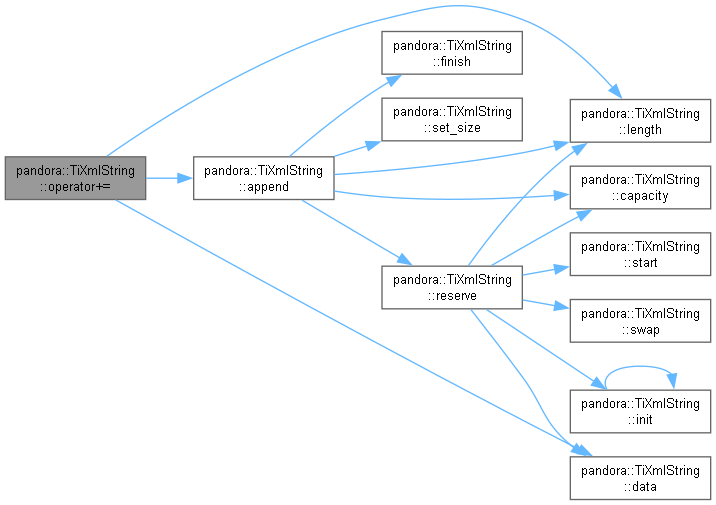 pandora::TiXmlString
::operator+=
pandora::TiXmlString
::append
pandora::TiXmlString
::finish
pandora::TiXmlString
::set_size
pandora::TiXmlString
::reserve
pandora::TiXmlString
::length
pandora::TiXmlString
::capacity
pandora::TiXmlString
::start
pandora::TiXmlString
::swap
pandora::TiXmlString
::init
pandora::TiXmlString
::data